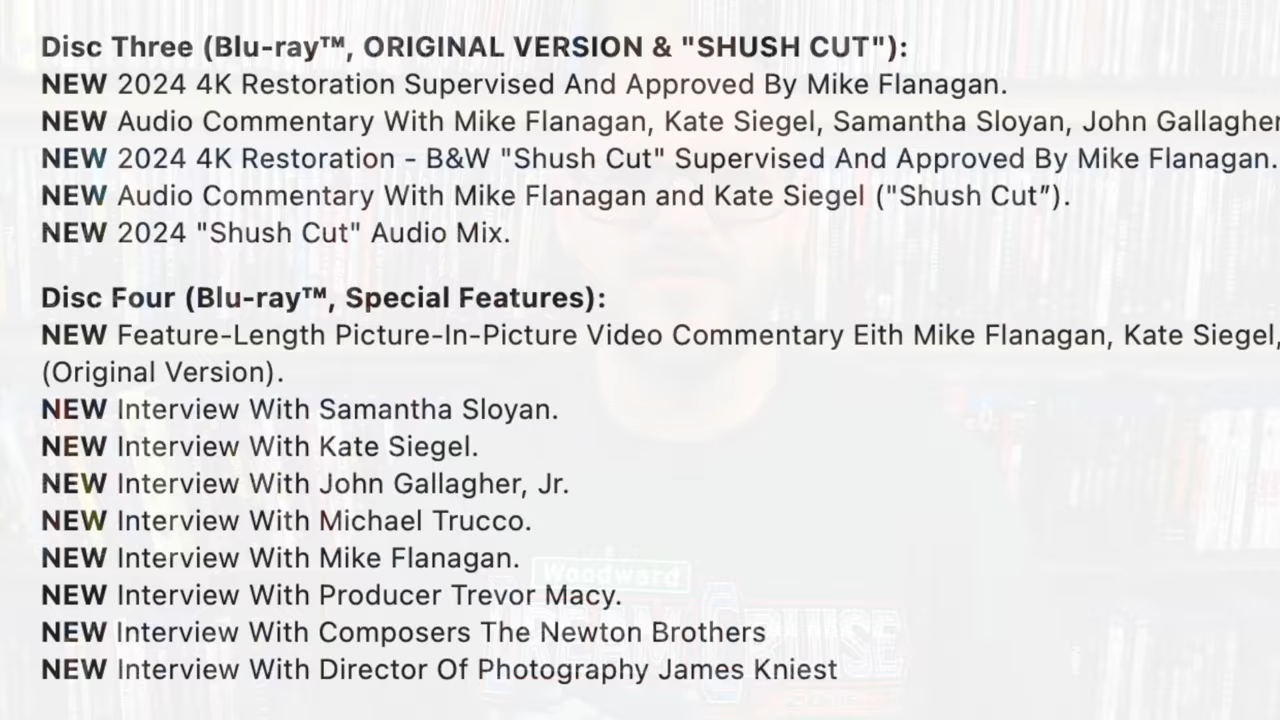 Disc Three (Blu-ray™, ORIGINAL VERSION & "SHUSH CUT"):
NEW 2024 4K Restoration Supervised And Approved By Mike Flanagan.
NEW Audio Commentary With Mike Flanagan, Kate Siegel, Samantha Sloyan, John Gallagher
NEW 2024 4K Restoration - B&W "Shush Cut" Supervised And Approved By Mike Flanagan.
NEW Audio Commentary With Mike Flanagan and Kate Siegel ("Shush Cut”).
NEW 2024 "Shush Cut" Audio Mix.
Disc Four (Blu-ray™, Special Features):
NEW Feature-Length Picture-In-Picture Video Commentary Eith Mike Flanagan, Kate Siegel,
(Original Version).
NEW Interview With Samantha Sloyan.
NEW Interview With Kate Siegel.
NEW Interview With John Gallagher, Jr.
NEW Interview With Michael Trucco.
NEW Interview With Mike Flanagan.
Woodward
NEW Interview With Producer Trevor Macy.
DREAM CRUISE
NEW Interview With Composers The Newton Brothers
NEW Interview With Director Of Photography James Kniest